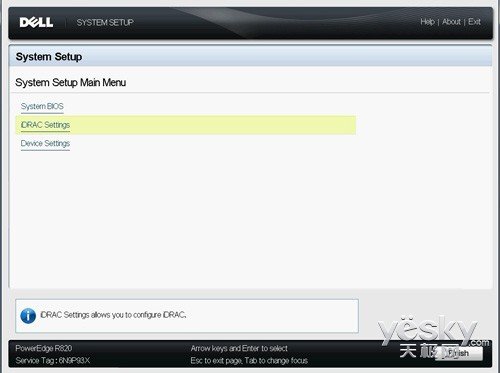 DELL SYSTEM SETUP Help | About | Exit
System Setup
System Setup Main Menu
System BIOS
iDRAC Settings
Device Settings
iDRAC Settings allows you to configure iDRAC.
PowerEdge R820 Arrow keys and Enter to select
Service Tag : 6N9P93X Esc to exit page, Tab to change focus
yesky
.com
天极网
Finish